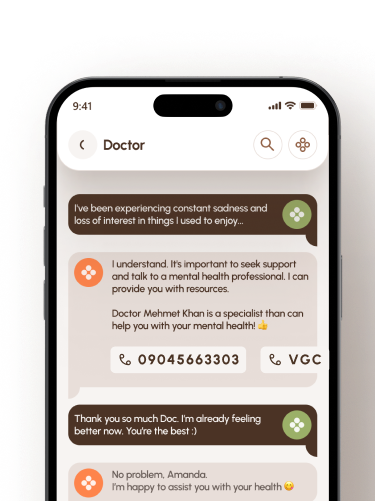 9:41
Doctor
I've been experiencing constant sadness and
loss of interest in things I used to enjoy...
I understand. It's important to seek support
and talk to a mental health professional. I can
provide you with resources.
Doctor Mehmet Khan is a specialist than can
help you with your mental health! 👍
09045663303
VGC
Thank you so much Doc. I'm already feeling
better now. You're the best :)
No problem, Amanda.
I'm happy to assist you with your health 😋